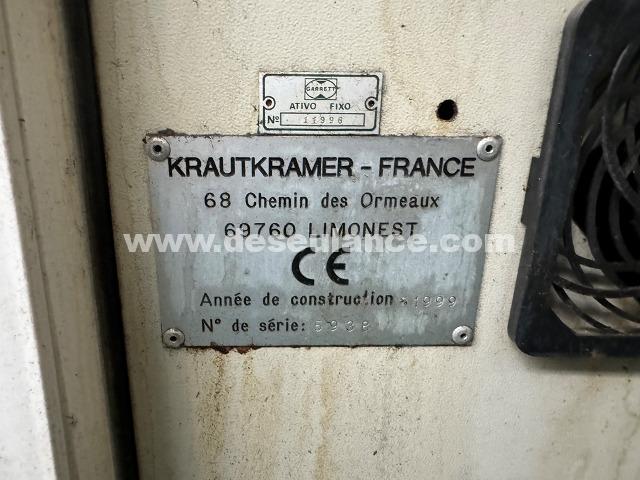 GARRETT
ATIVO FIXO
Nº 11996
KRAUTKRAMER - FRANCE
68 Chemin des Ormeaux
69760 LIMONEST
www.deseguiance.com
CE
Année de construction 1999
N° de série: